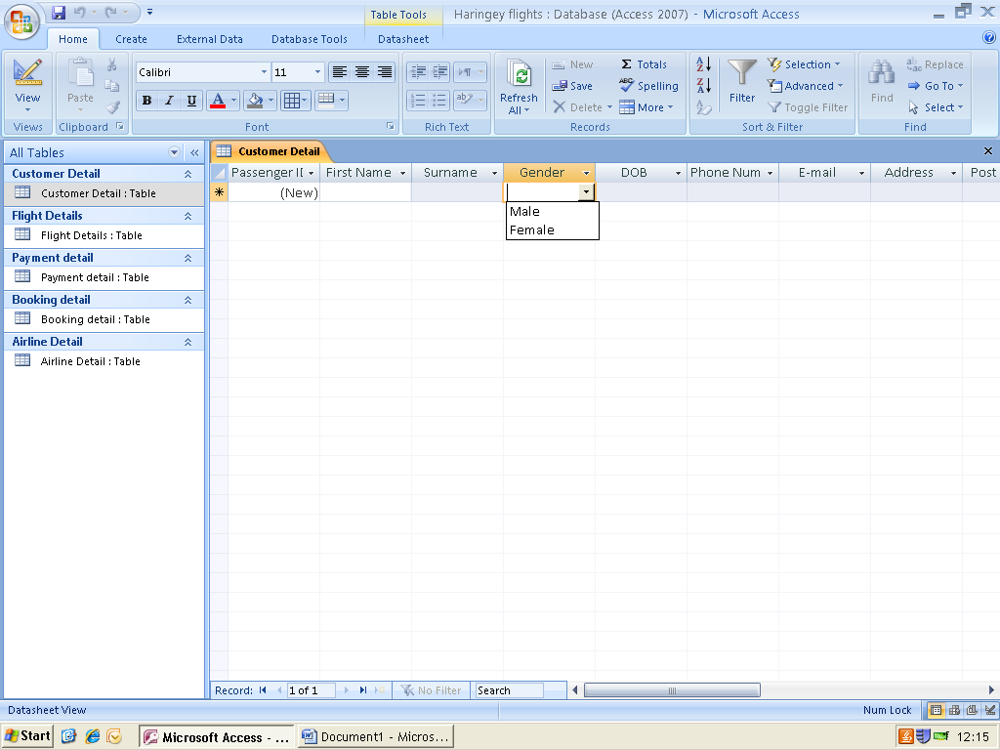 Table Tools
Haringey flights : Database (Access 2007) - Microsoft Access
Home Create External Data Database Tools Datasheet
View
Views
Paste
Clipboard
Calibri 11
B I U A
Font
ab
Rich Text
Refresh All
New
Save
Delete
Σ Totals
ABC Spelling
More
Records
A Z
Z A
Filter
Selection
Advanced
Toggle Filter
Sort & Filter
Find
Replace
Go To
Select
Find
All Tables «
Customer Detail
Customer Detail : Table
Flight Details
Flight Details : Table
Payment detail
Payment detail : Table
Booking detail
Booking detail : Table
Airline Detail
Airline Detail : Table
Customer Detail
Passenger II First Name Surname Gender DOB Phone Num E-mail Address Post
(New)
Male
Female
Record: 1 of 1 No Filter Search
Datasheet View Num Lock
Start Microsoft Access - ... Document1 - Micros... 12:15